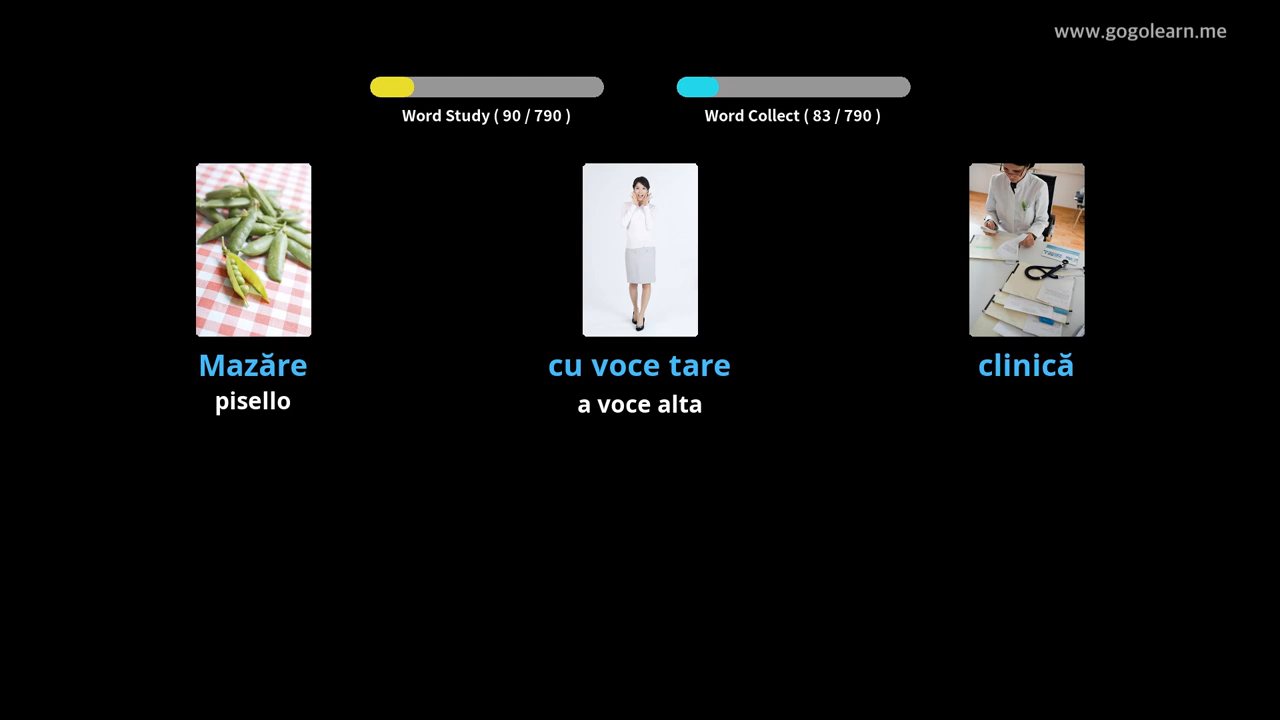 www.gogolearn.me
Word Study ( 90 / 790 )
Word Collect ( 83 / 790 )
Mazăre
pisello
cu voce tare
a voce alta
clinică